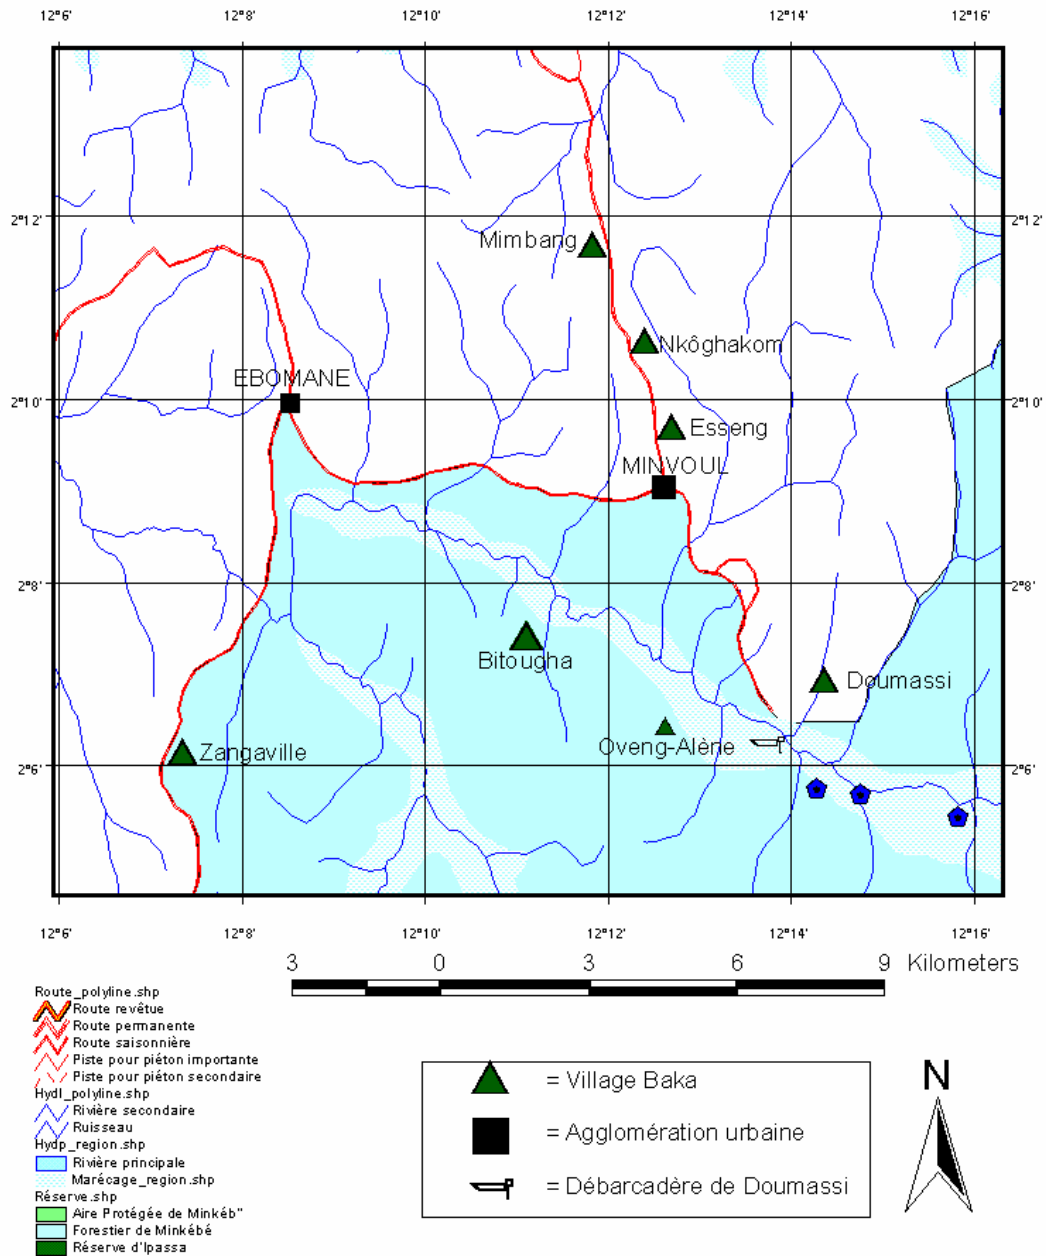 12°6' 12°8' 12°10' 12°12' 12°14' 12°16'
2°12' 2°12'
Mimbang
Nkôghakom
EBOMANE
2°10' 2°10'
Esseng
MINVOUL
2°8' 2°8'
Bitougha
Doumassi
Zangaville
Oveng-Alène
2°6' 2°6'
12°6' 12°8' 12°10' 12°12' 12°14' 12°16'
3 0 3 6 9 Kilometers
Route_polyline.shp
Route revêtue
Route permanente
Route saisonnière
Piste pour piéton importante
Piste pour piéton secondaire
Hydl_polyline.shp
Rivière secondaire
Ruisseau
Hydp_region.shp
Rivière principale
Marécage_region.shp
Réserve.shp
Aire Protégée de Minkéb"
Forestier de Minkébé
Réserve d'Ipassa
= Village Baka
= Agglomération urbaine
= Débarcadère de Doumassi
N